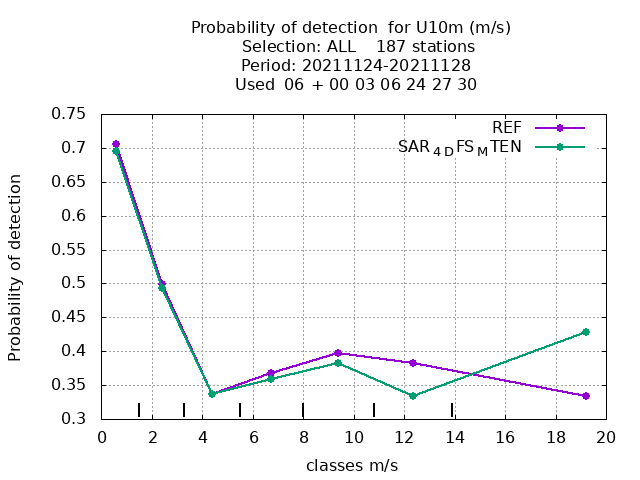 Probability of detection  for U10m (m/s)
Selection: ALL    187 stations
Period: 20211124-20211128
Used  06  + 00 03 06 24 27 30
REF
SAR4DFSMTEN
Probability of detection
0.75
0.7
0.65
0.6
0.55
0.5
0.45
0.4
0.35
0.3
0 2 4 6 8 10 12 14 16 18 20
classes m/s